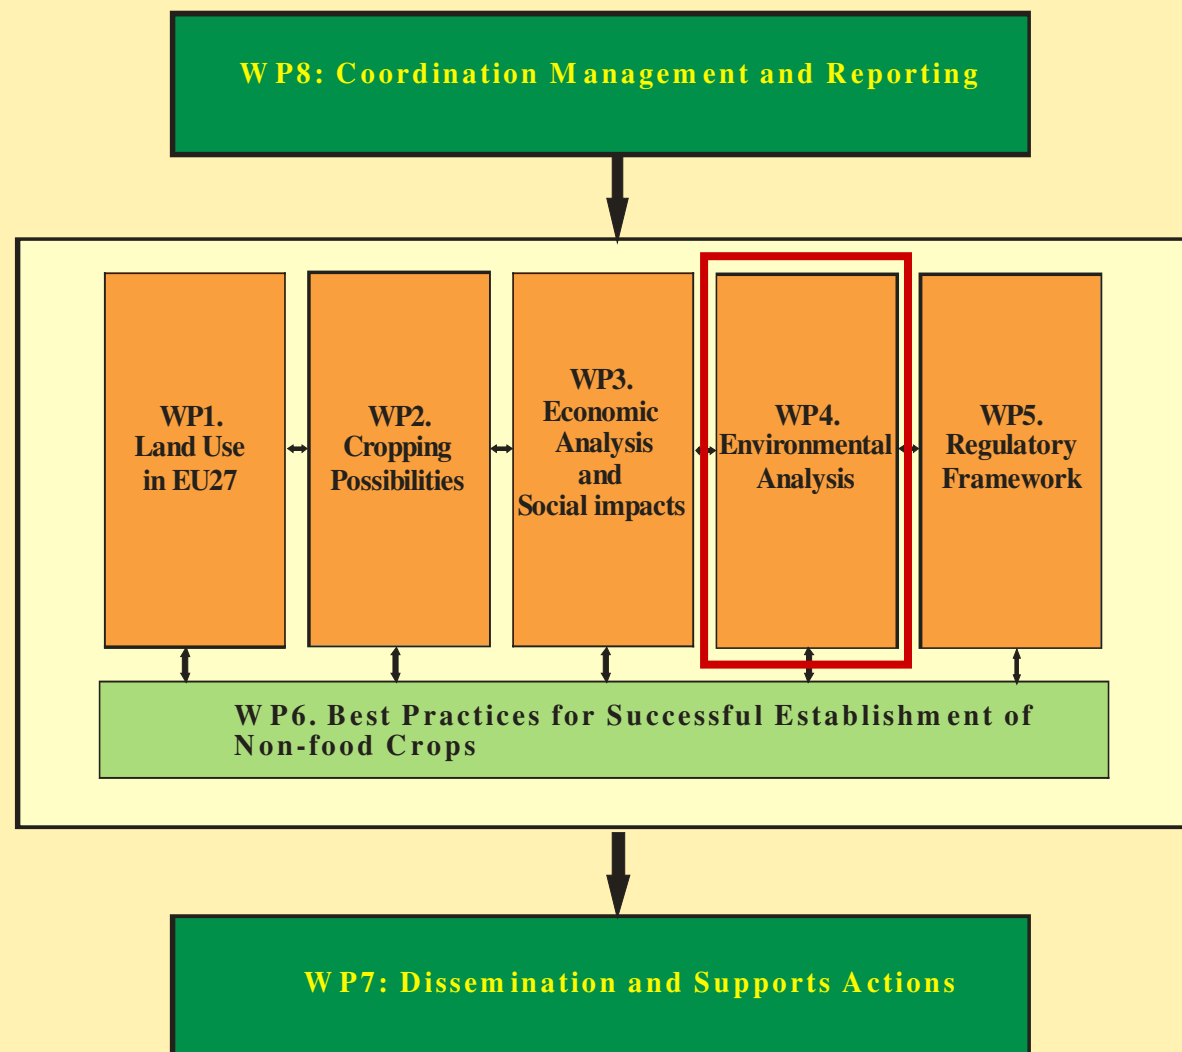 WP8: Coordination Management and Reporting
WP1.
Land Use
in EU27
WP2.
Cropping
Possibilities
WP3.
Economic
Analysis
and
Social impacts
WP4.
Environmental
Analysis
WP5.
Regulatory
Framework
WP6. Best Practices for Successful Establishment of
Non-food Crops
WP7: Dissemination and Supports Actions